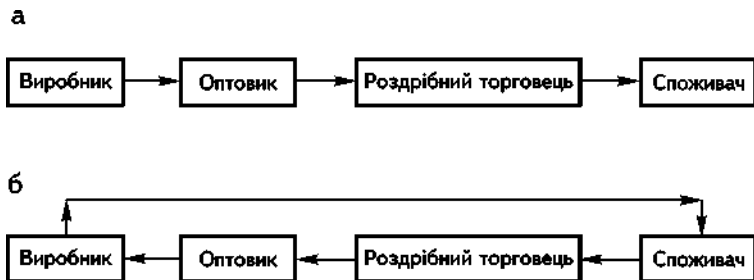 а
Виробник Оптовик Роздрібний торговець Споживач
б
Виробник Оптовик Роздрібний торговець Споживач